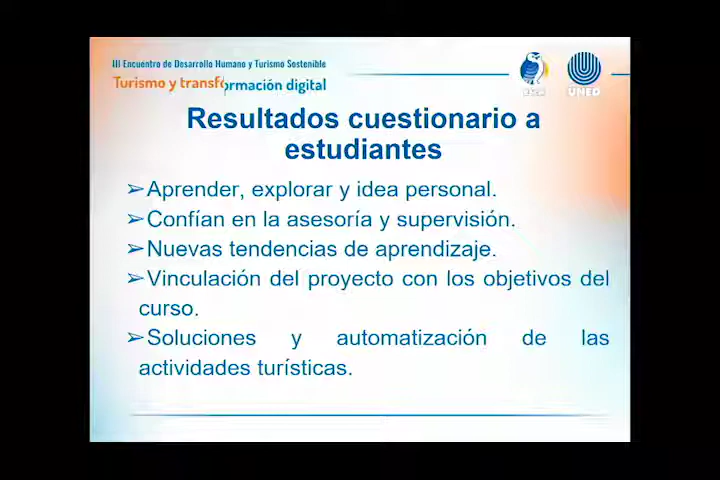 III Encuentro de Desarrollo Humano y Turismo Sostenible
Turismo y transformación digital
UNED
Resultados cuestionario a
estudiantes
➢Aprender, explorar y idea personal.
➢Confían en la asesoría y supervisión.
➢Nuevas tendencias de aprendizaje.
➢Vinculación del proyecto con los objetivos del
curso.
➢Soluciones y automatización de las
actividades turísticas.